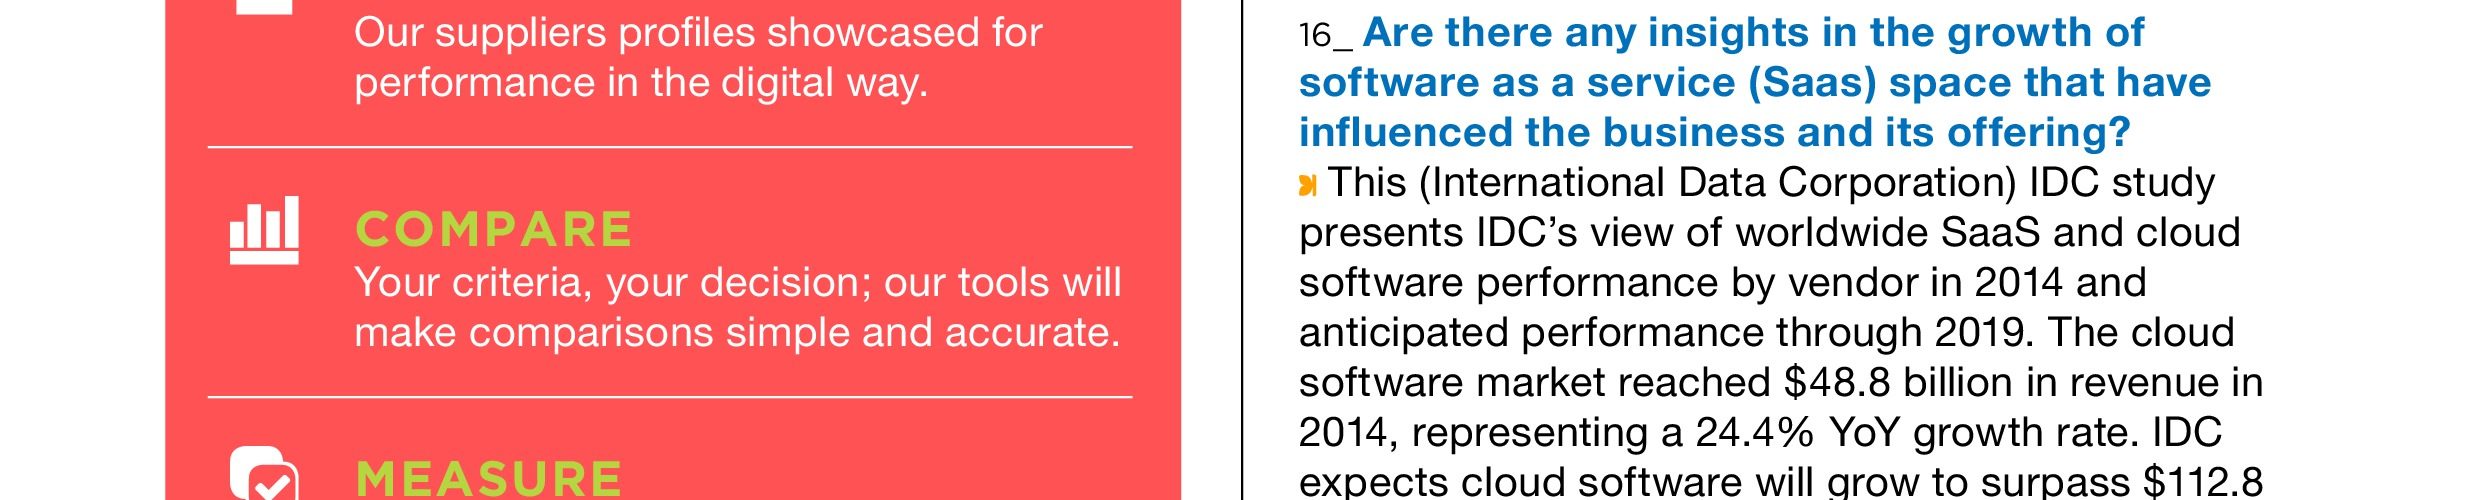 Our suppliers profiles showcased for
performance in the digital way.
COMPARE
Your criteria, your decision; our tools will
make comparisons simple and accurate.
MEASURE
16_ Are there any insights in the growth of
software as a service (Saas) space that have
influenced the business and its offering?
This (International Data Corporation) IDC study
presents IDC’s view of worldwide SaaS and cloud
software performance by vendor in 2014 and
anticipated performance through 2019. The cloud
software market reached $48.8 billion in revenue in
2014, representing a 24.4% YoY growth rate. IDC
expects cloud software will grow to surpass $112.8